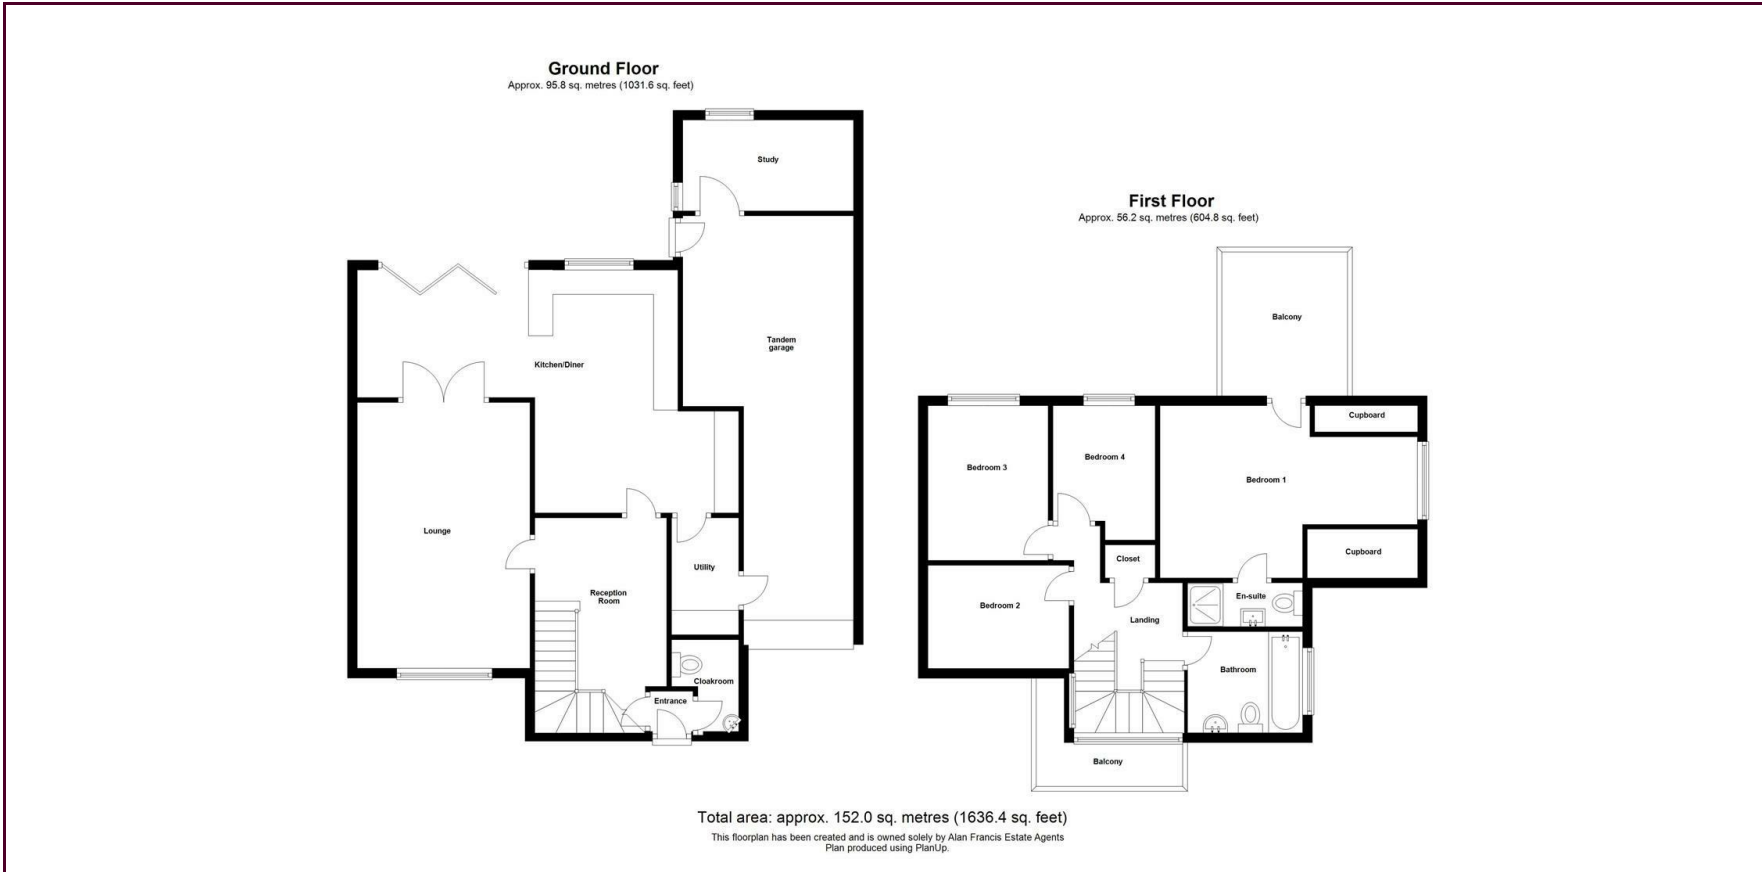 Ground Floor
Approx. 95.8 sq. metres (1031.6 sq. feet)
Study
Tandem
garage
Kitchen/Diner
Lounge
Utility
Reception
Room
Cloakroom
Entrance
First Floor
Approx. 56.2 sq. metres (604.8 sq. feet)
Balcony
Cupboard
Bedroom 3
Bedroom 4
Bedroom 1
Closet
Cupboard
Bedroom 2
En-suite
Landing
Bathroom
Balcony
Total area: approx. 152.0 sq. metres (1636.4 sq. feet)
This floorplan has been created and is owned solely by Alan Francis Estate Agents
Plan produced using PlanUp.